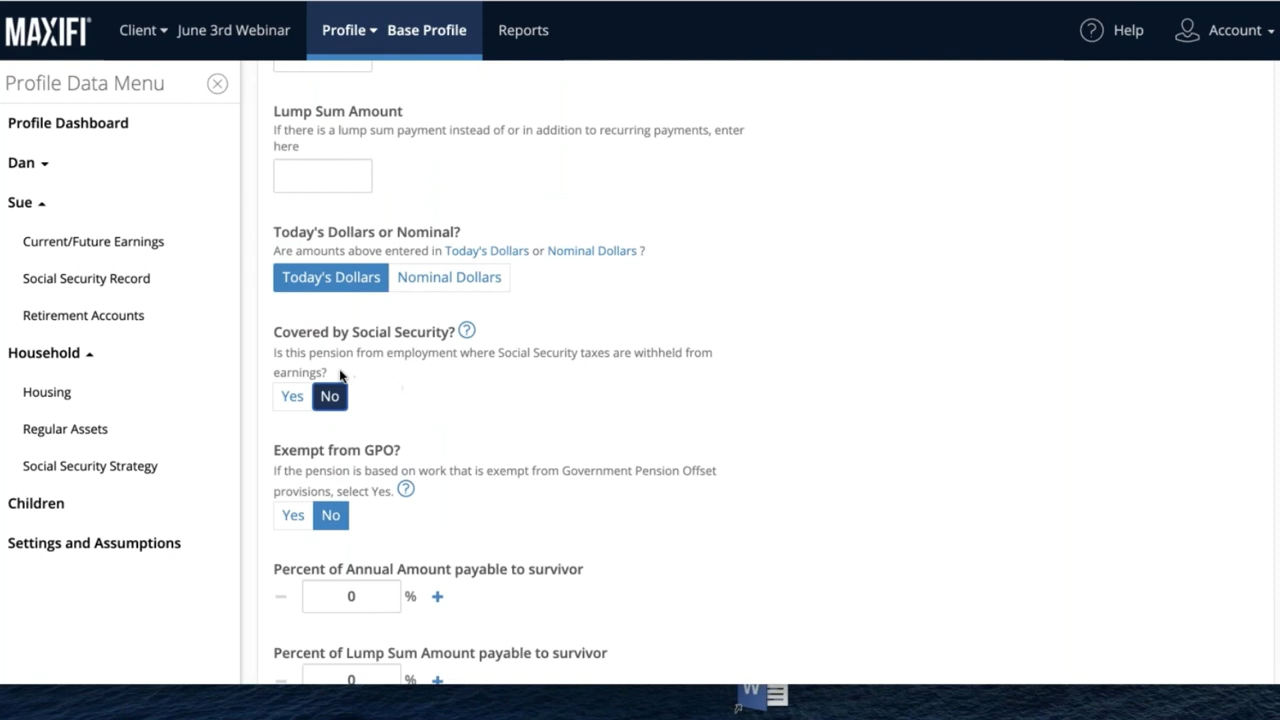 MAXIFI®
Client June 3rd Webinar
Profile Base Profile
Reports
Help
Account
Profile Data Menu
Profile Dashboard
Dan
Sue
Current/Future Earnings
Social Security Record
Retirement Accounts
Household
Housing
Regular Assets
Social Security Strategy
Children
Settings and Assumptions
Lump Sum Amount
If there is a lump sum payment instead of or in addition to recurring payments, enter
here
Today's Dollars or Nominal?
Are amounts above entered in Today's Dollars or Nominal Dollars ?
Today's Dollars Nominal Dollars
Covered by Social Security? ?
Is this pension from employment where Social Security taxes are withheld from
earnings?
Yes No
Exempt from GPO?
If the pension is based on work that is exempt from Government Pension Offset
provisions, select Yes. ?
Yes No
Percent of Annual Amount payable to survivor
− 0 % +
Percent of Lump Sum Amount payable to survivor
− 0 % +
W